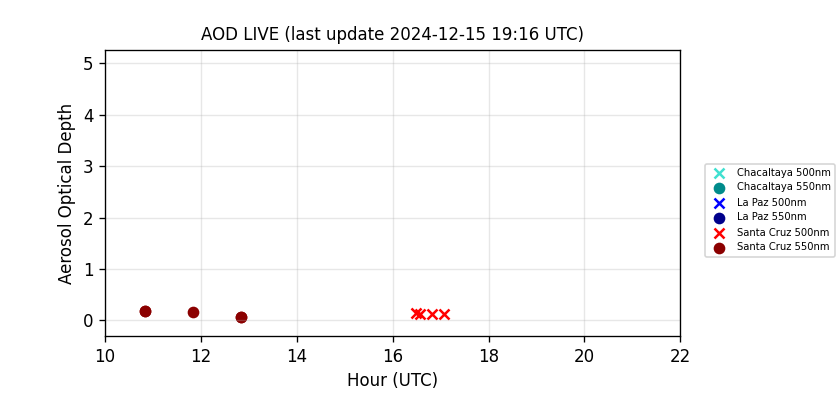 AOD LIVE (last update 2024-12-15 19:16 UTC)
Aerosol Optical Depth
5
4
3
2
1
0
10 12 14 16 18 20 22
Hour (UTC)
Chacaltaya 500nm
Chacaltaya 550nm
La Paz 500nm
La Paz 550nm
Santa Cruz 500nm
Santa Cruz 550nm